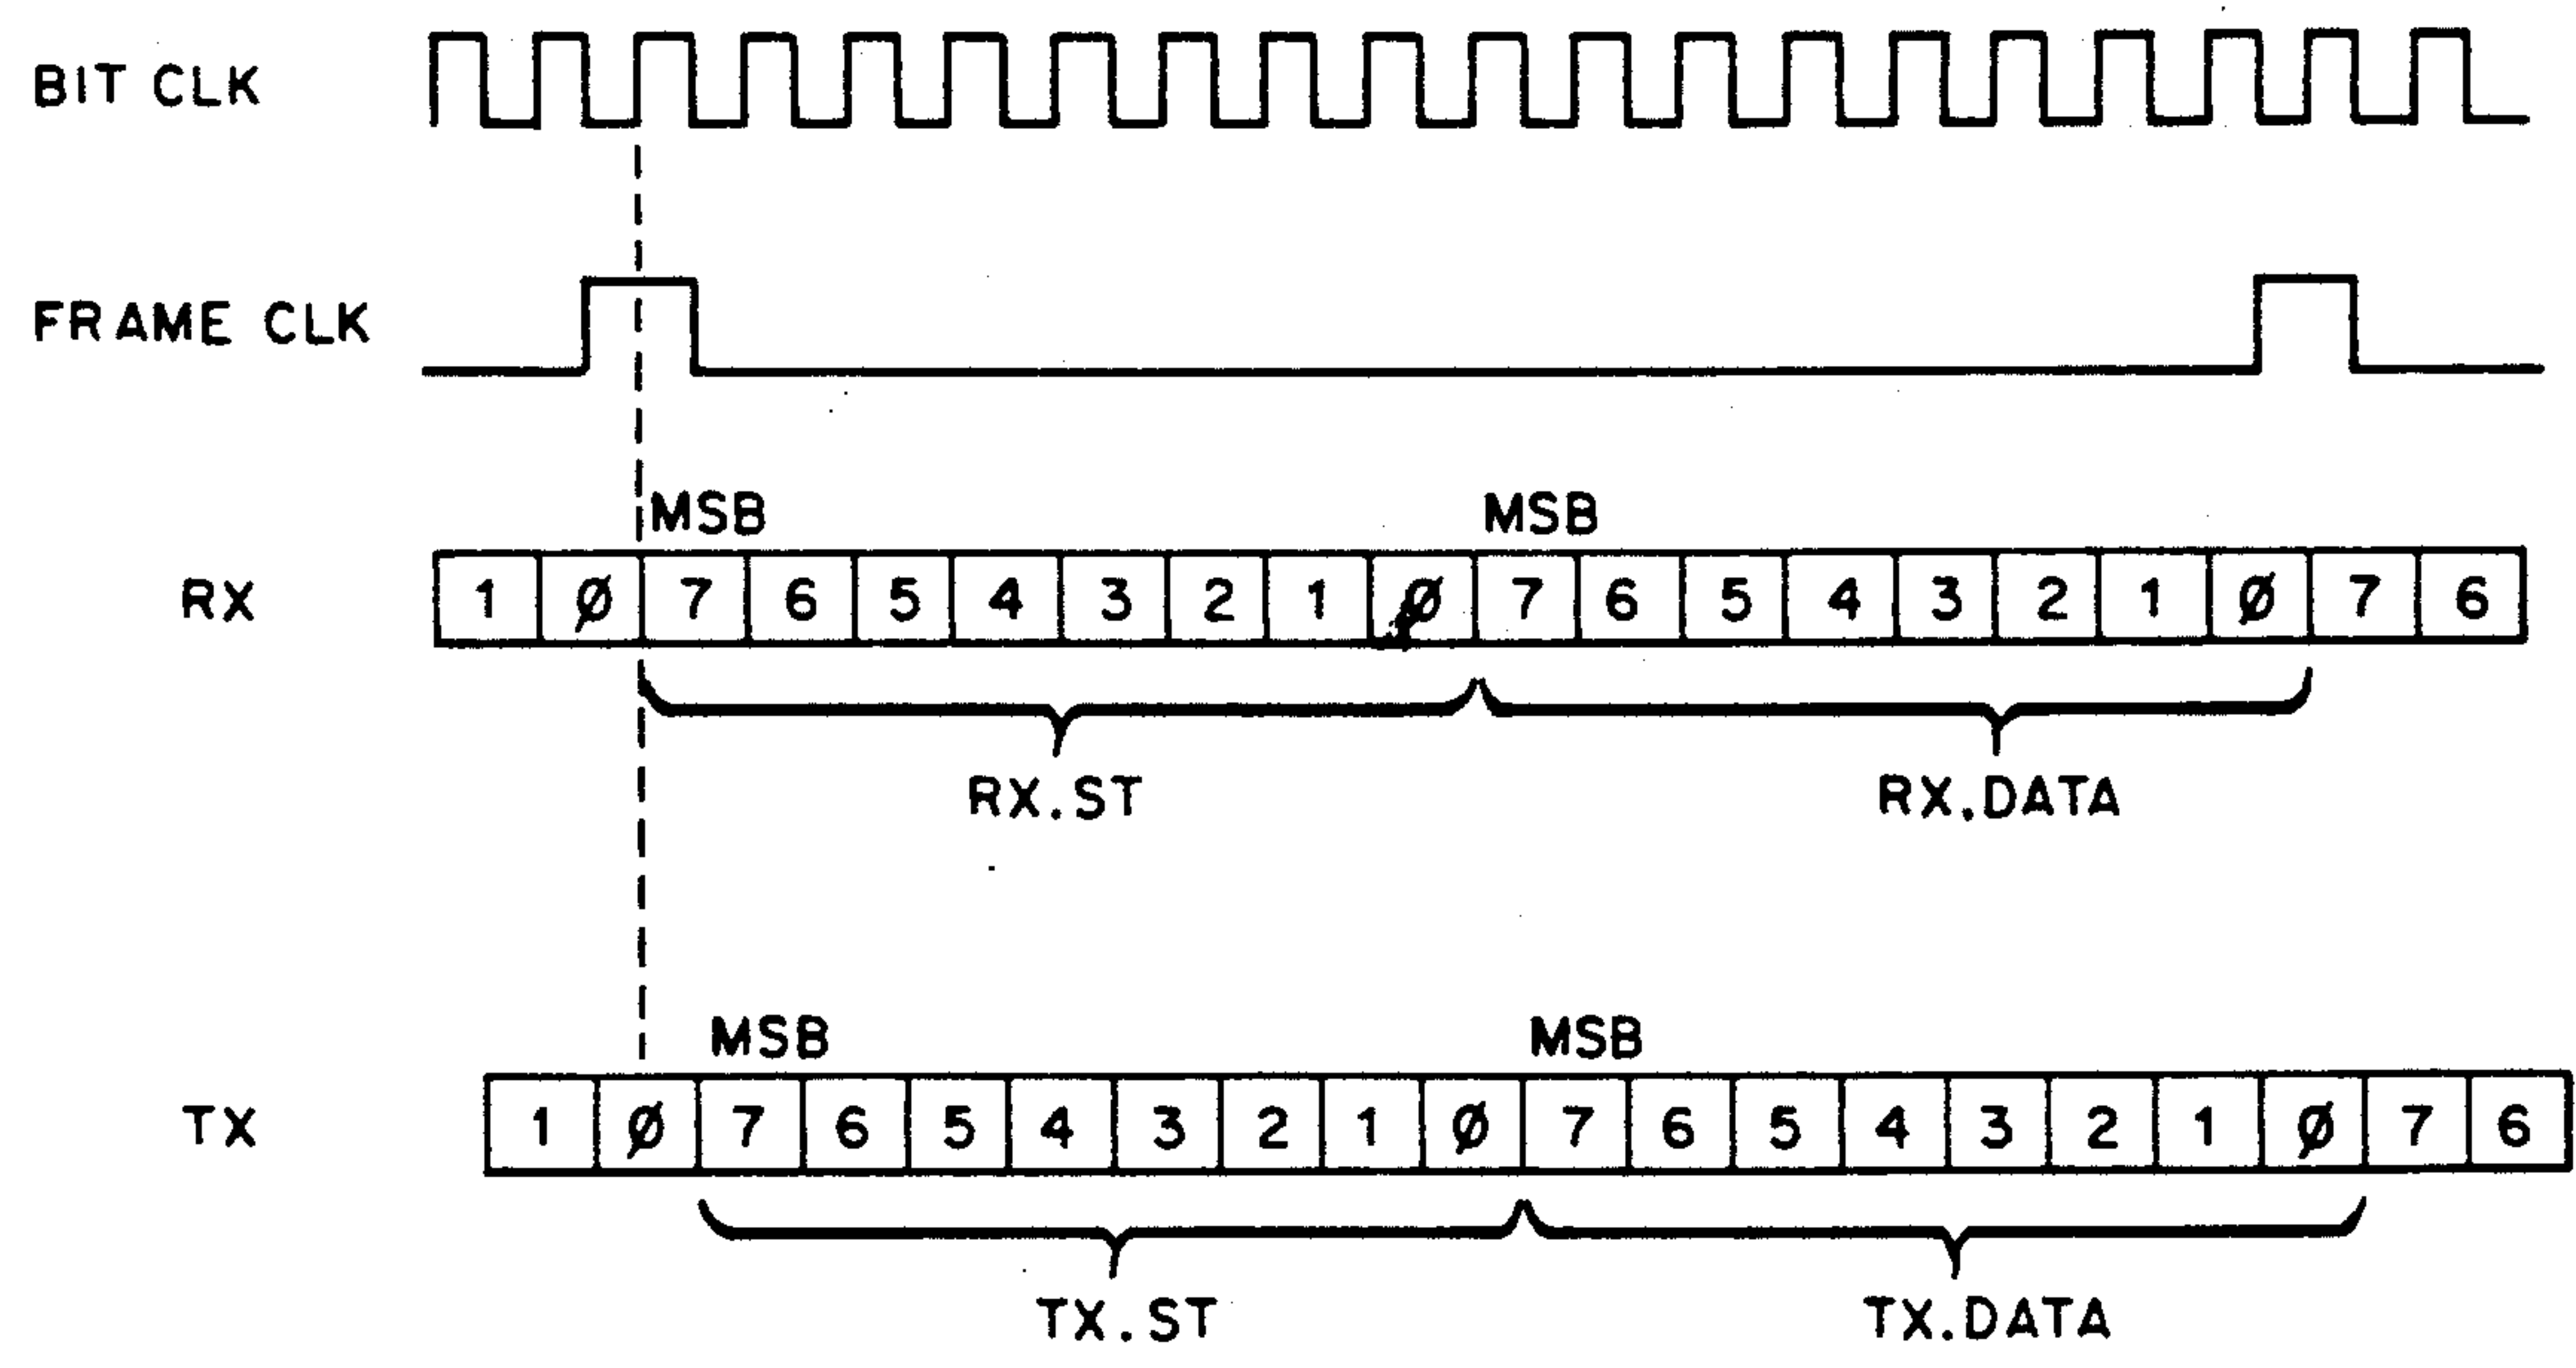 BIT CLK
FRAME CLK
MSB MSB
RX 1 Ø 7 6 5 4 3 2 1 Ø 7 6 5 4 3 2 1 Ø 7 6
RX.ST RX.DATA
MSB MSB
TX 1 Ø 7 6 5 4 3 2 1 Ø 7 6 5 4 3 2 1 Ø 7 6
TX.ST TX.DATA